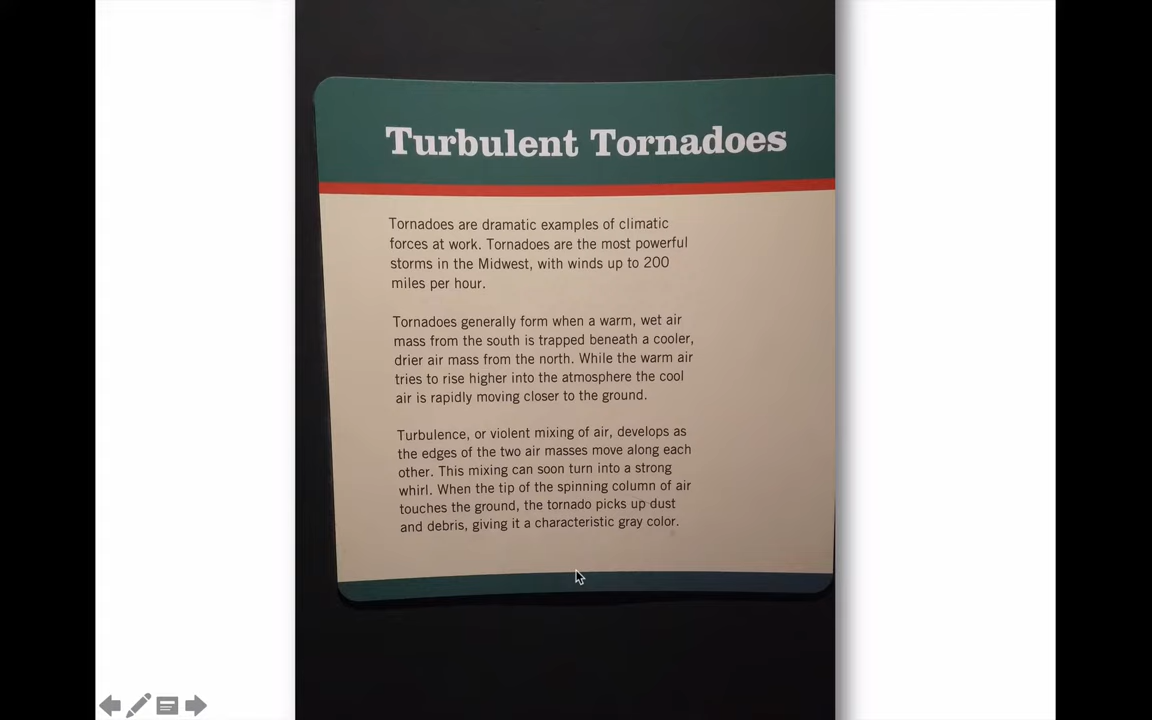 Turbulent Tornadoes
Tornadoes are dramatic examples of climatic
forces at work. Tornadoes are the most powerful
storms in the Midwest, with winds up to 200
miles per hour.
Tornadoes generally form when a warm, wet air
mass from the south is trapped beneath a cooler,
drier air mass from the north. While the warm air
tries to rise higher into the atmosphere the cool
air is rapidly moving closer to the ground.
Turbulence, or violent mixing of air, develops as
the edges of the two air masses move along each
other. This mixing can soon turn into a strong
whirl. When the tip of the spinning column of air
touches the ground, the tornado picks up dust
and debris, giving it a characteristic gray color.